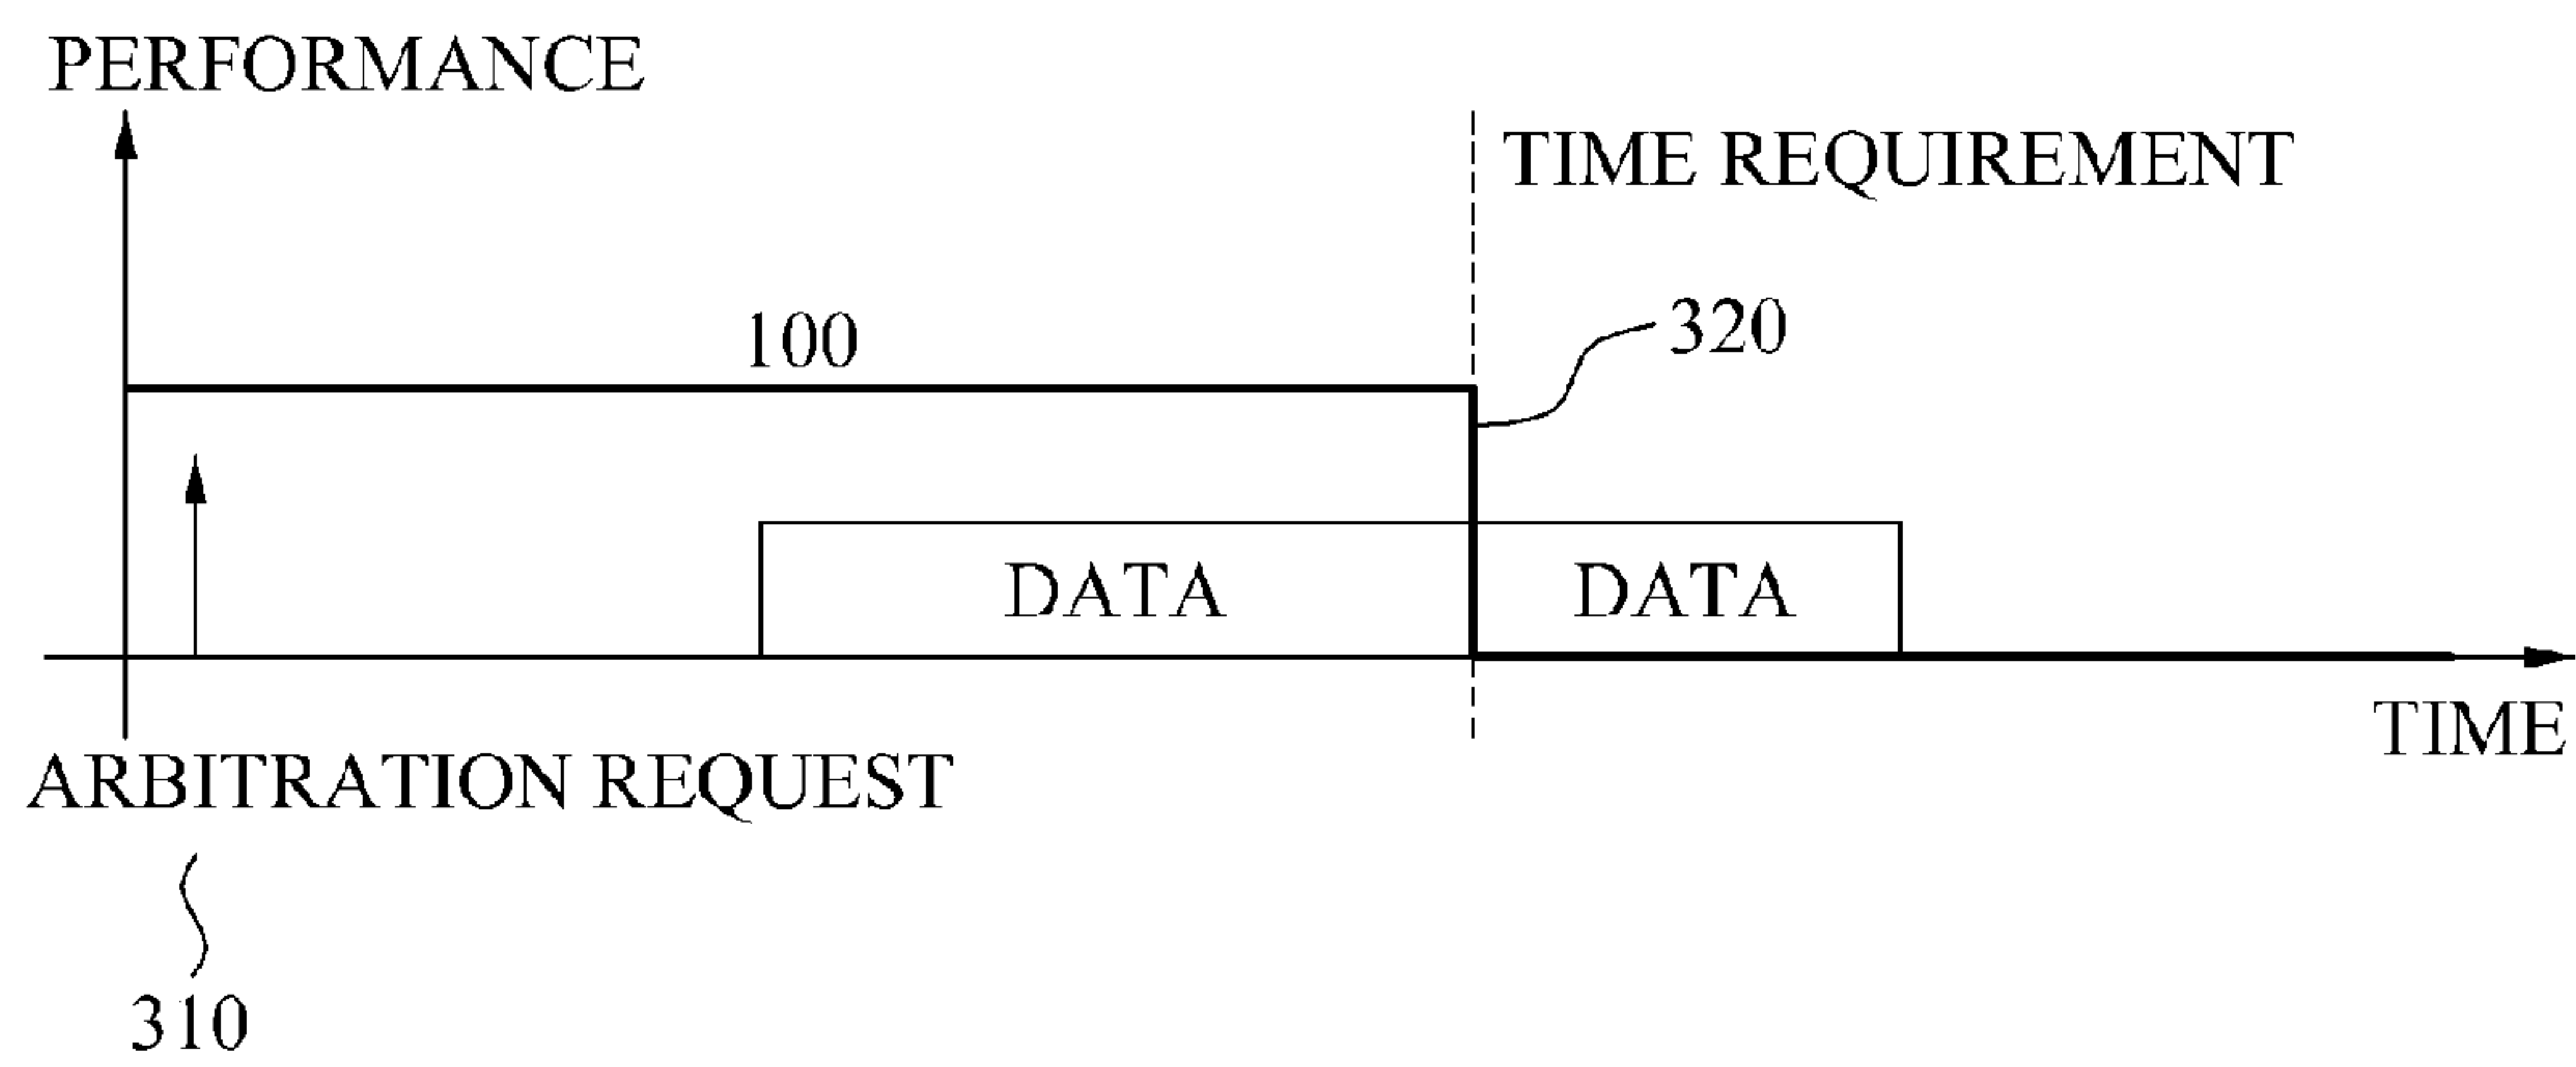 PERFORMANCE
TIME REQUIREMENT
100
320
DATA
DATA
TIME
ARBITRATION REQUEST
310